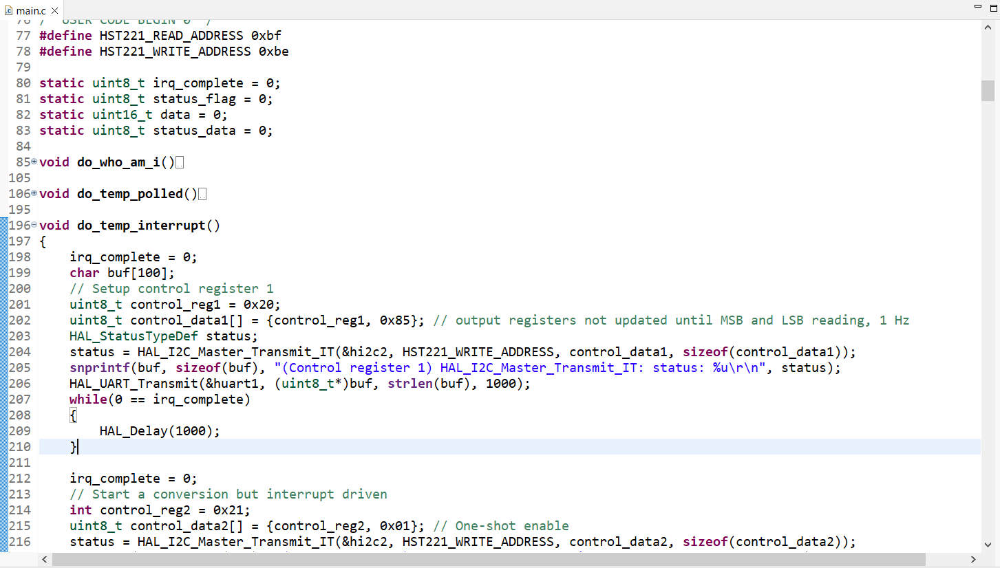 main.c
76 /* USER CODE BEGIN 0 */
77 #define HST221_READ_ADDRESS 0xbf
78 #define HST221_WRITE_ADDRESS 0xbe
79
80 static uint8_t irq_complete = 0;
81 static uint8_t status_flag = 0;
82 static uint16_t data = 0;
83 static uint8_t status_data = 0;
84
85 void do_who_am_i()
105
106 void do_temp_polled()
195
196 void do_temp_interrupt()
197 {
198     irq_complete = 0;
199     char buf[100];
200     // Setup control register 1
201     uint8_t control_reg1 = 0x20;
202     uint8_t control_data1[] = {control_reg1, 0x85}; // output registers not updated until MSB and LSB reading, 1 Hz
203     HAL_StatusTypeDef status;
204     status = HAL_I2C_Master_Transmit_IT(&hi2c2, HST221_WRITE_ADDRESS, control_data1, sizeof(control_data1));
205     snprintf(buf, sizeof(buf), "(Control register 1) HAL_I2C_Master_Transmit_IT: status: %u\r\n", status);
206     HAL_UART_Transmit(&huart1, (uint8_t*)buf, strlen(buf), 1000);
207     while(0 == irq_complete)
208     {
209         HAL_Delay(1000);
210     }
211
212     irq_complete = 0;
213     // Start a conversion but interrupt driven
214     int control_reg2 = 0x21;
215     uint8_t control_data2[] = {control_reg2, 0x01}; // One-shot enable
216     status = HAL_I2C_Master_Transmit_IT(&hi2c2, HST221_WRITE_ADDRESS, control_data2, sizeof(control_data2));